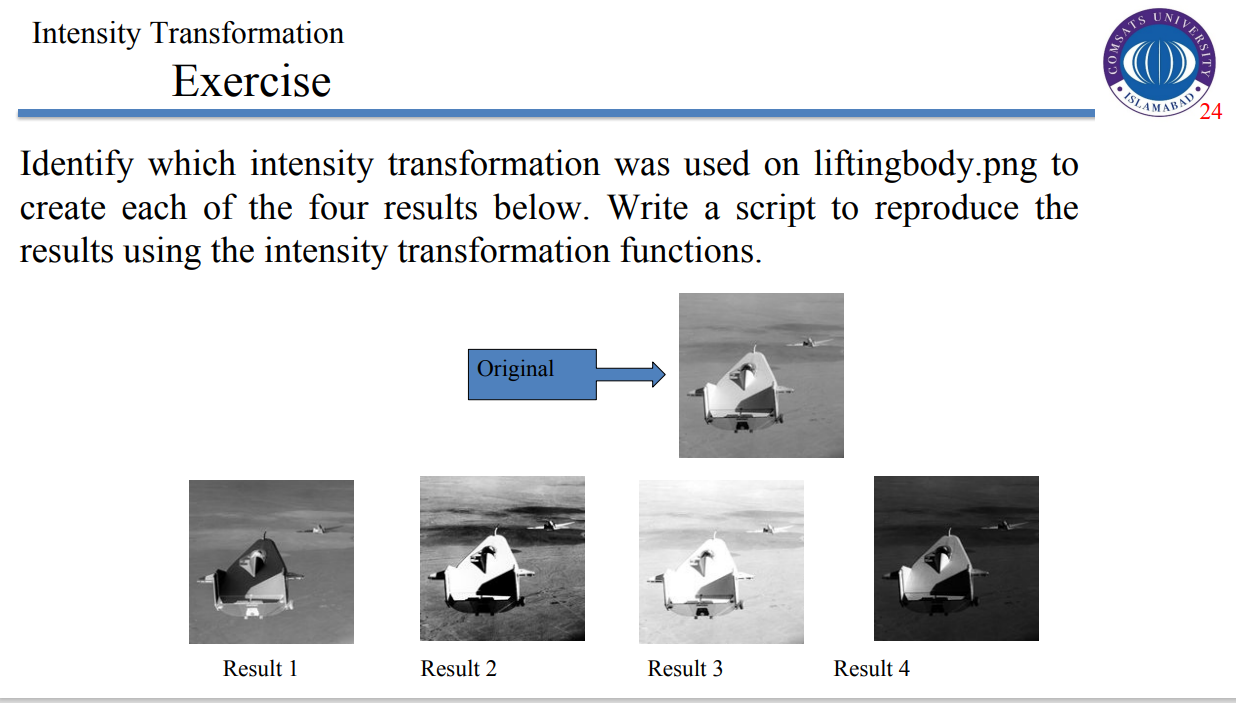 Intensity Transformation
Exercise
COMSATS UNIVERSITY
ISLAMABAD
24
Identify which intensity transformation was used on liftingbody.png to
create each of the four results below. Write a script to reproduce the
results using the intensity transformation functions.
Original
Result 1
Result 2
Result 3
Result 4